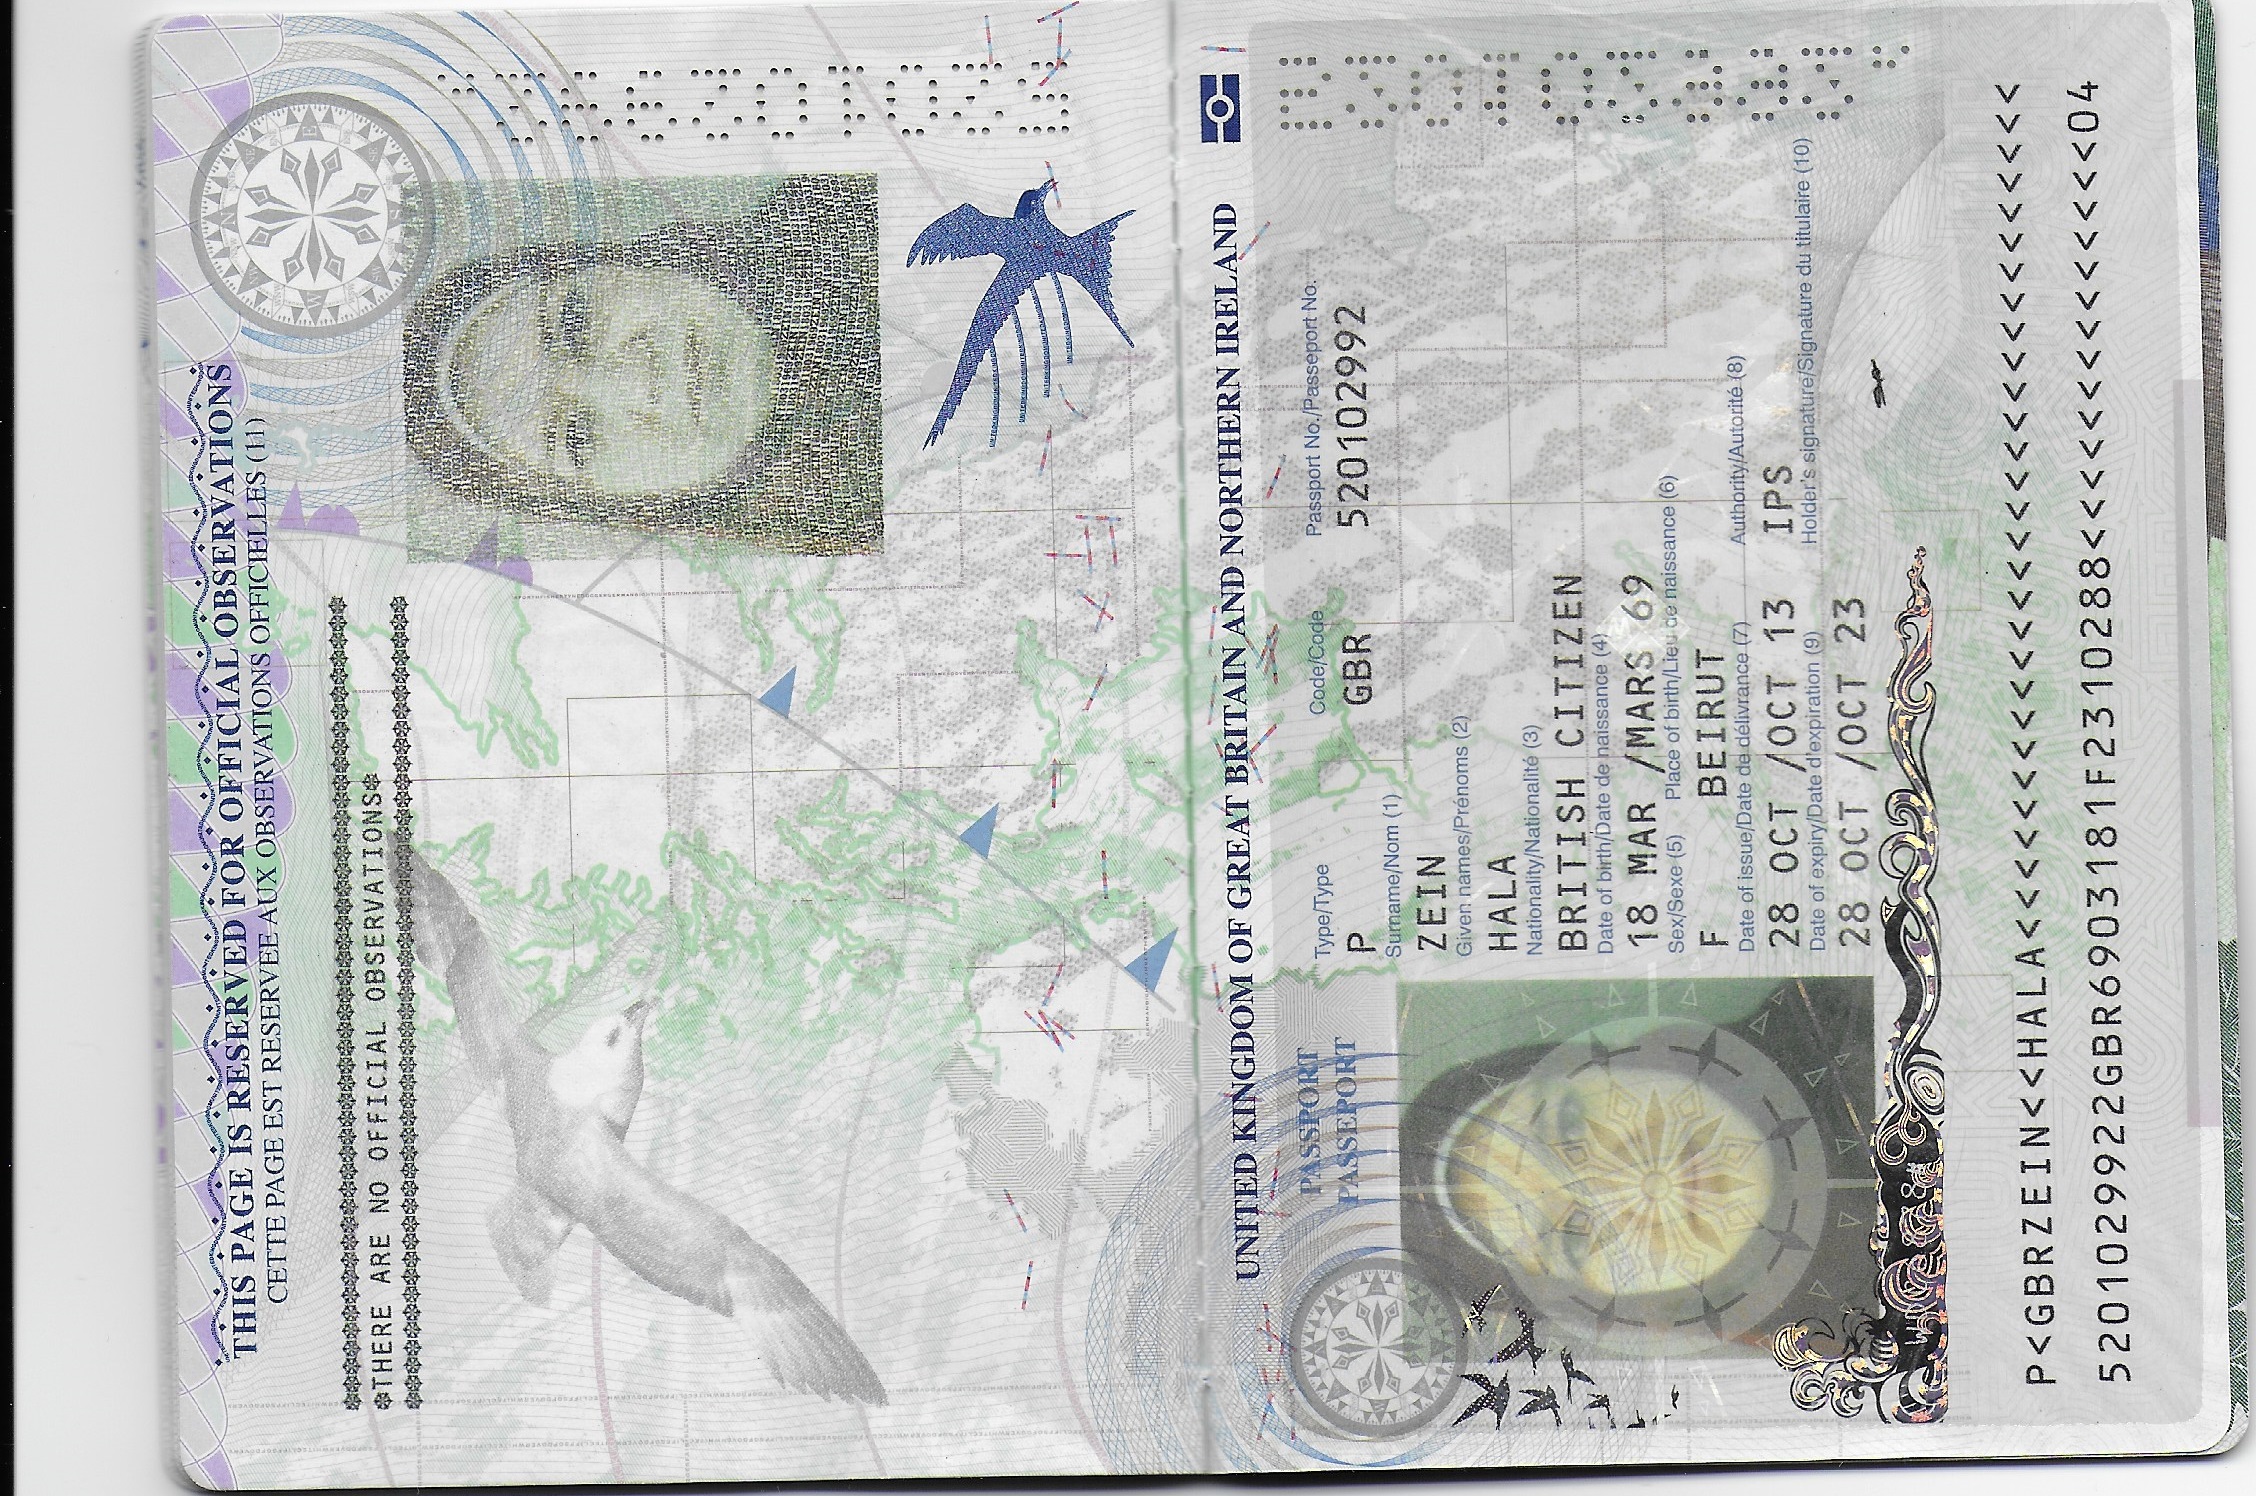 THIS PAGE IS RESERVED FOR OFFICIAL OBSERVATIONS
CETTE PAGE EST RESERVEE AUX OBSERVATIONS OFFICIELLES (11)
*THERE ARE NO OFFICIAL OBSERVATIONS*
UNITED KINGDOM OF GREAT BRITAIN AND NORTHERN IRELAND
PASSPORT
PASSEPORT
Type/Type Code/Code Passport No./Passeport No.
P GBR 520102992
Surname/Nom (1)
ZEIN
Given names/Prénoms (2)
HALA
Nationality/Nationalité (3)
BRITISH CITIZEN
Date of birth/Date de naissance (4)
18 MAR /MARS 69
Sex/Sexe (5) Place of birth/Lieu de naissance (6)
F BEIRUT
Date of issue/Date de délivrance (7) Authority/Autorité (8)
28 OCT /OCT 13 IPS
Date of expiry/Date d'expiration (9) Holder's signature/Signature du titulaire (10)
28 OCT /OCT 23
P<GBRZEIN<<HALA<<<<<<<<<<<<<<<<<<<<<<<<<<<<<
5201029922GBR6903181F2310288<<<<<<<<<<<<<<04